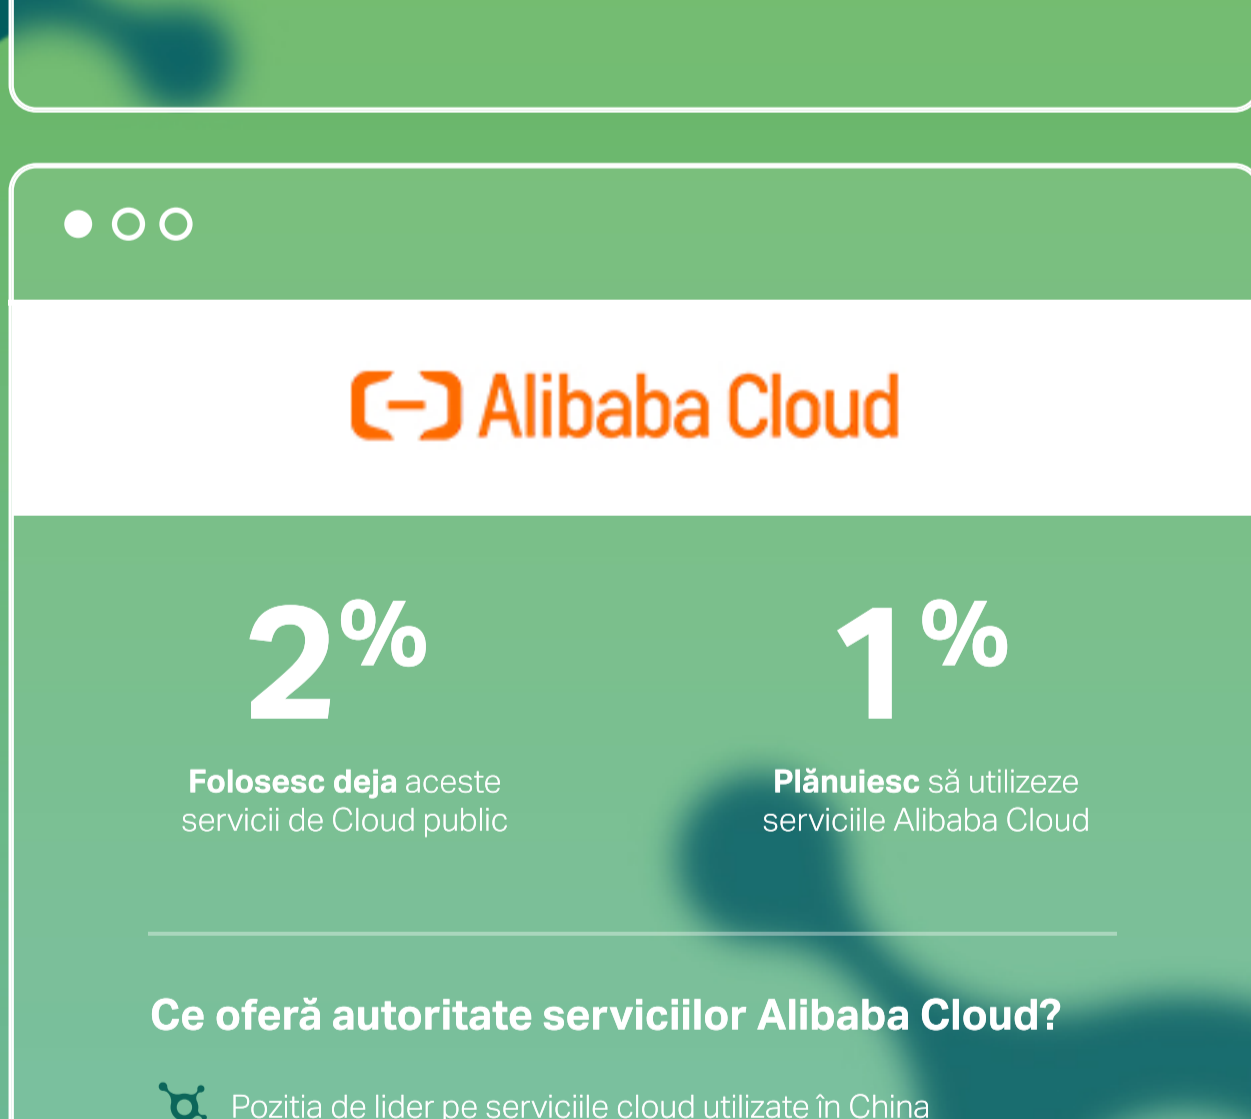 Alibaba Cloud
2%
Folosesc deja aceste
servicii de Cloud public
1%
Plănuiesc să utilizeze
serviciile Alibaba Cloud
Ce oferă autoritate serviciilor Alibaba Cloud?
Poziția de lider pe serviciile cloud utilizate în China